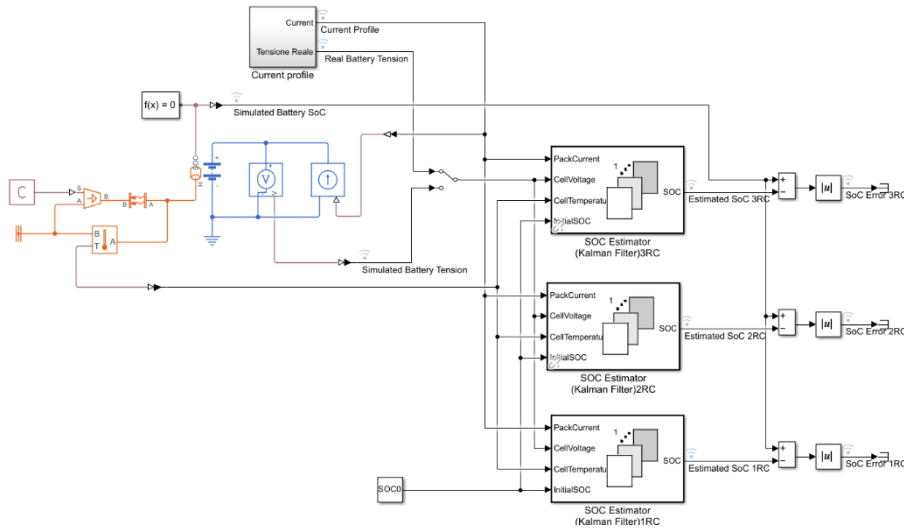 Current
Current Profile
Tensione Reale
Real Battery Tension
Current profile
f(x) = 0
Simulated Battery SoC
SOC
H
+
-
C
S
A
B
B
A
V
B
T
A
Simulated Battery Tension
PackCurrent
CellVoltage
CellTemperatu
InitialSOC
1
SOC
Estimated SoC 3RC
SOC Estimator
(Kalman Filter)3RC
+
-
|u|
SoC Error 3RC
PackCurrent
CellVoltage
CellTemperatu
InitialSOC
1
SOC
Estimated SoC 2RC
SOC Estimator
(Kalman Filter)2RC
+
-
|u|
SoC Error 2RC
PackCurrent
CellVoltage
CellTemperatu
InitialSOC
1
SOC
Estimated SoC 1RC
SOC Estimator
(Kalman Filter)1RC
+
-
|u|
SoC Error 1RC
SOC0